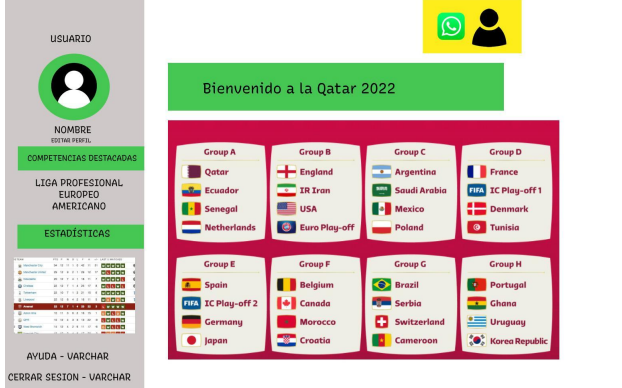 USUARIO
NOMBRE
EDITAR PERFIL
COMPETENCIAS DESTACADAS
LIGA PROFESIONAL
EUROPEO
AMERICANO
ESTADÍSTICAS
AYUDA - VARCHAR
CERRAR SESION - VARCHAR
Bienvenido a la Qatar 2022
Group A
Qatar
Ecuador
Senegal
Netherlands
Group B
England
IR Iran
USA
Euro Play-off
Group C
Argentina
Saudi Arabia
Mexico
Poland
Group D
France
FIFA IC Play-off 1
Denmark
Tunisia
Group E
Spain
FIFA IC Play-off 2
Germany
Japan
Group F
Belgium
Canada
Morocco
Croatia
Group G
Brazil
Serbia
Switzerland
Cameroon
Group H
Portugal
Ghana
Uruguay
Korea Republic